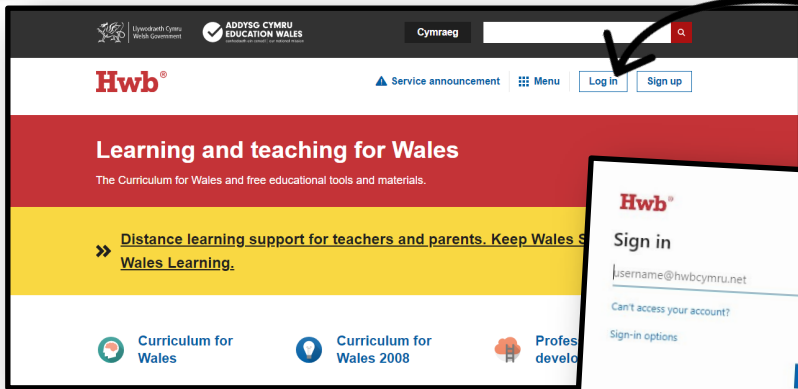 Llywodraeth Cymru
Welsh Government
ADDYSG CYMRU
EDUCATION WALES
Cymraeg
Hwb®
Service announcement
Menu
Log in
Sign up
Learning and teaching for Wales
The Curriculum for Wales and free educational tools and materials.
Distance learning support for teachers and parents. Keep Wales S
Wales Learning.
Curriculum for
Wales
Curriculum for
Wales 2008
Profes
develo
Hwb®
Sign in
username@hwbcymru.net
Can't access your account?
Sign-in options